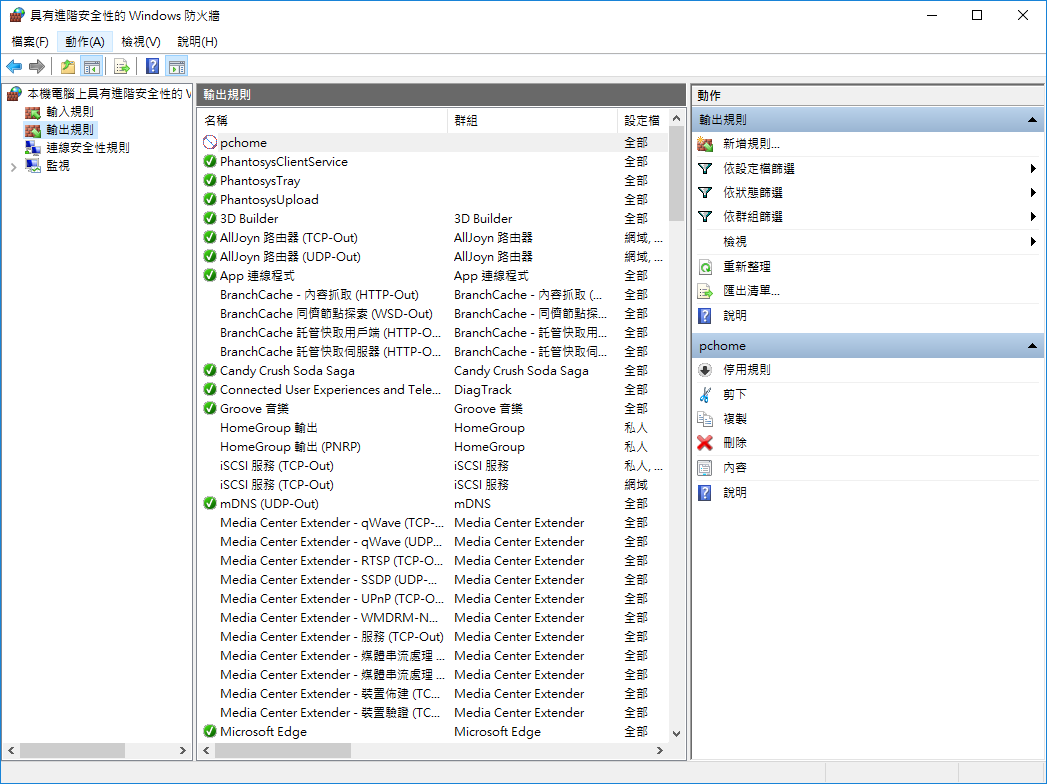 具有進階安全性的 Windows 防火牆
檔案(F) 動作(A) 檢視(V) 說明(H)
本機電腦上具有進階安全性的 W
輸入規則
輸出規則
連線安全性規則
監視
輸出規則
名稱 群組 設定檔
pchome 全部
PhantosysClientService 全部
PhantosysTray 全部
PhantosysUpload 全部
3D Builder 3D Builder 全部
AllJoyn 路由器 (TCP-Out) AllJoyn 路由器 網域, ...
AllJoyn 路由器 (UDP-Out) AllJoyn 路由器 網域, ...
App 連線程式 App 連線程式 全部
BranchCache - 內容抓取 (HTTP-Out) BranchCache - 內容抓取 (... 全部
BranchCache 同儕節點探索 (WSD-Out) BranchCache - 同儕節點探... 全部
BranchCache 託管快取用戶端 (HTTP-O... BranchCache - 託管快取用... 全部
BranchCache 託管快取伺服器 (HTTP-O... BranchCache - 託管快取伺... 全部
Candy Crush Soda Saga Candy Crush Soda Saga 全部
Connected User Experiences and Tele... DiagTrack 全部
Groove 音樂 Groove 音樂 全部
HomeGroup 輸出 HomeGroup 私人
HomeGroup 輸出 (PNRP) HomeGroup 私人
iSCSI 服務 (TCP-Out) iSCSI 服務 私人, ...
iSCSI 服務 (TCP-Out) iSCSI 服務 網域
mDNS (UDP-Out) mDNS 全部
Media Center Extender - qWave (TCP-... Media Center Extender 全部
Media Center Extender - qWave (UDP... Media Center Extender 全部
Media Center Extender - RTSP (TCP-O... Media Center Extender 全部
Media Center Extender - SSDP (UDP-... Media Center Extender 全部
Media Center Extender - UPnP (TCP-O... Media Center Extender 全部
Media Center Extender - WMDRM-N... Media Center Extender 全部
Media Center Extender - 服務 (TCP-Out) Media Center Extender 全部
Media Center Extender - 媒體串流處理 ... Media Center Extender 全部
Media Center Extender - 媒體串流處理 ... Media Center Extender 全部
Media Center Extender - 裝置佈建 (TC... Media Center Extender 全部
Media Center Extender - 裝置驗證 (TC... Media Center Extender 全部
Microsoft Edge Microsoft Edge 全部
動作
輸出規則
新增規則...
依設定檔篩選
依狀態篩選
依群組篩選
檢視
重新整理
匯出清單...
說明
pchome
停用規則
剪下
複製
刪除
內容
說明